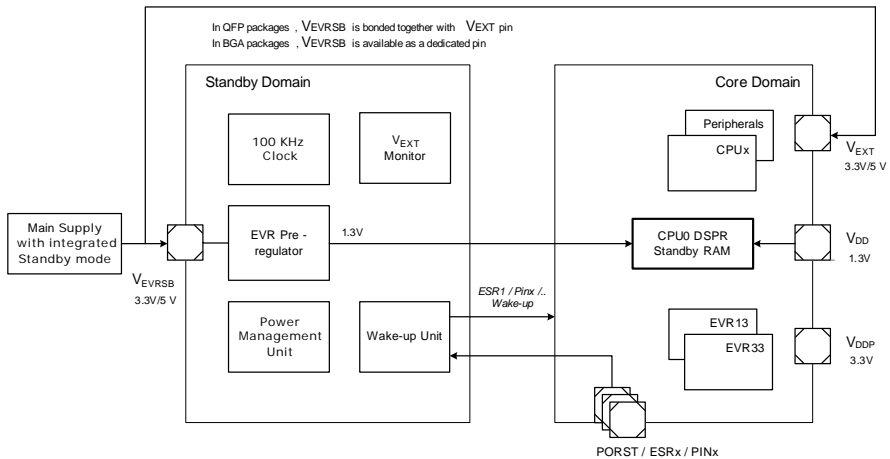 In QFP packages , VEVRSB is bonded together with VEXT pin
In BGA packages , VEVRSB is available as a dedicated pin
Standby Domain
Core Domain
100 KHz
Clock
VEXT
Monitor
Peripherals
CPUx
VEXT
3.3V/5 V
Main Supply
with integrated
Standby mode
VEVRSB
3.3V/5 V
EVR Pre -
regulator
1.3V
CPU0 DSPR
Standby RAM
VDD
1.3V
Power
Management
Unit
Wake-up Unit
ESR1 / Pinx /..
Wake-up
EVR13
EVR33
VDDP
3.3V
PORST / ESRx / PINx